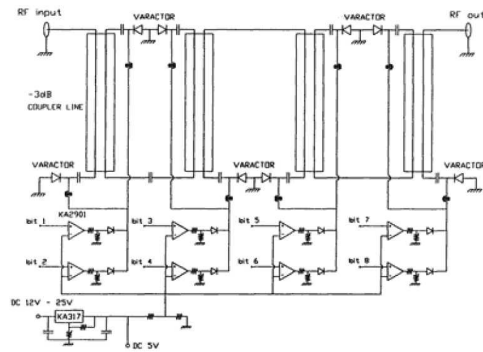 RF input
VARACTOR
VARACTOR
RF out
-3dB
COUPLER LINE
VARACTOR
VARACTOR
VARACTOR
bit 1
KA2901
bit 3
bit 5
bit 7
bit 2
bit 4
bit 6
bit 8
DC 12V - 25V
KA317
DC 5V